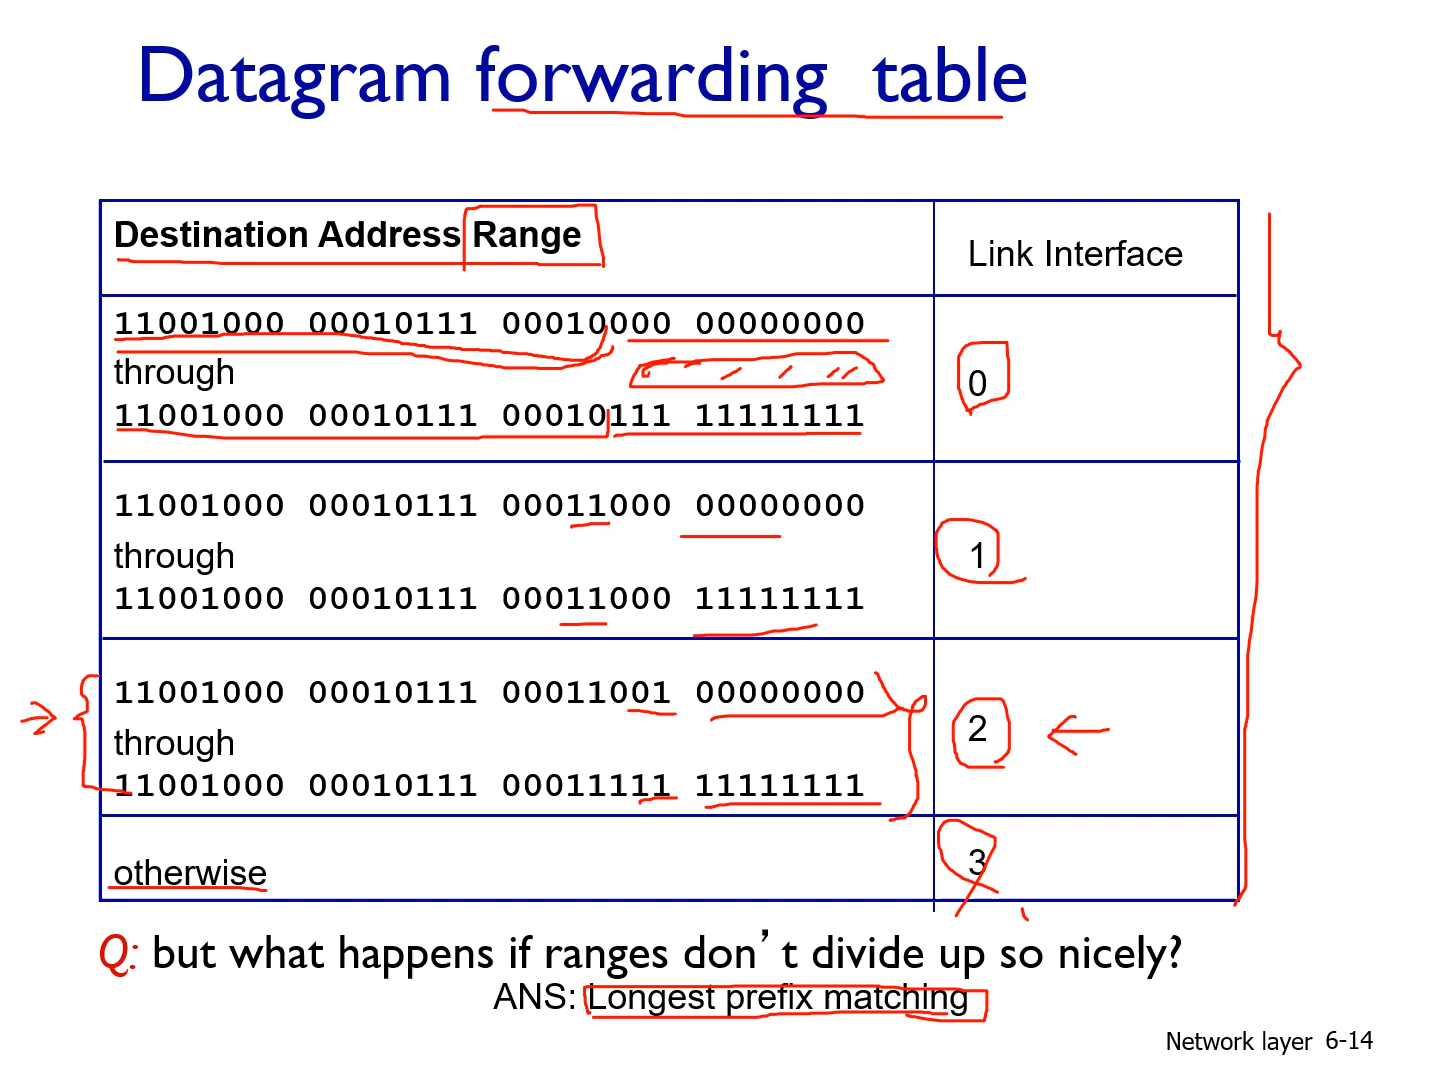 Datagram forwarding table
Destination Address Range
Link Interface
11001000 00010111 00010000 00000000
through
11001000 00010111 00010111 11111111
0
11001000 00010111 00011000 00000000
through
11001000 00010111 00011000 11111111
1
11001000 00010111 00011001 00000000
through
11001000 00010111 00011111 11111111
2
otherwise
3
Q: but what happens if ranges don't divide up so nicely?
ANS: Longest prefix matching
Network layer 6-14